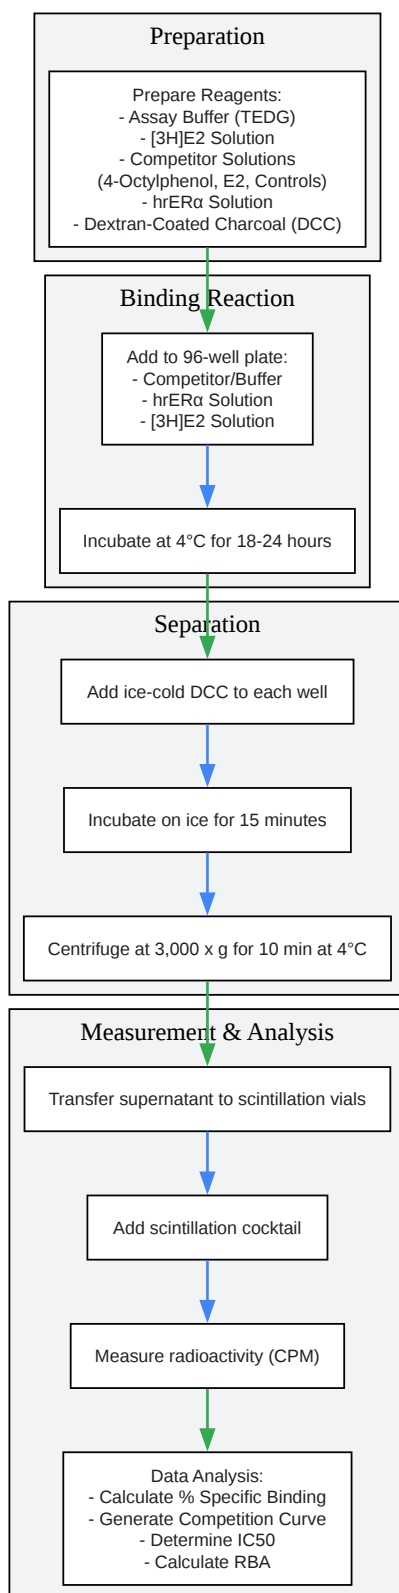 Preparation
Prepare Reagents:
- Assay Buffer (TEDG)
- [3H]E2 Solution
- Competitor Solutions
(4-Octylphenol, E2, Controls)
- hrERα Solution
- Dextran-Coated Charcoal (DCC)
Binding Reaction
Add to 96-well plate:
- Competitor/Buffer
- hrERα Solution
- [3H]E2 Solution
Incubate at 4°C for 18-24 hours
Separation
Add ice-cold DCC to each well
Incubate on ice for 15 minutes
Centrifuge at 3,000 x g for 10 min at 4°C
Measurement & Analysis
Transfer supernatant to scintillation vials
Add scintillation cocktail
Measure radioactivity (CPM)
Data Analysis:
- Calculate % Specific Binding
- Generate Competition Curve
- Determine IC50
- Calculate RBA